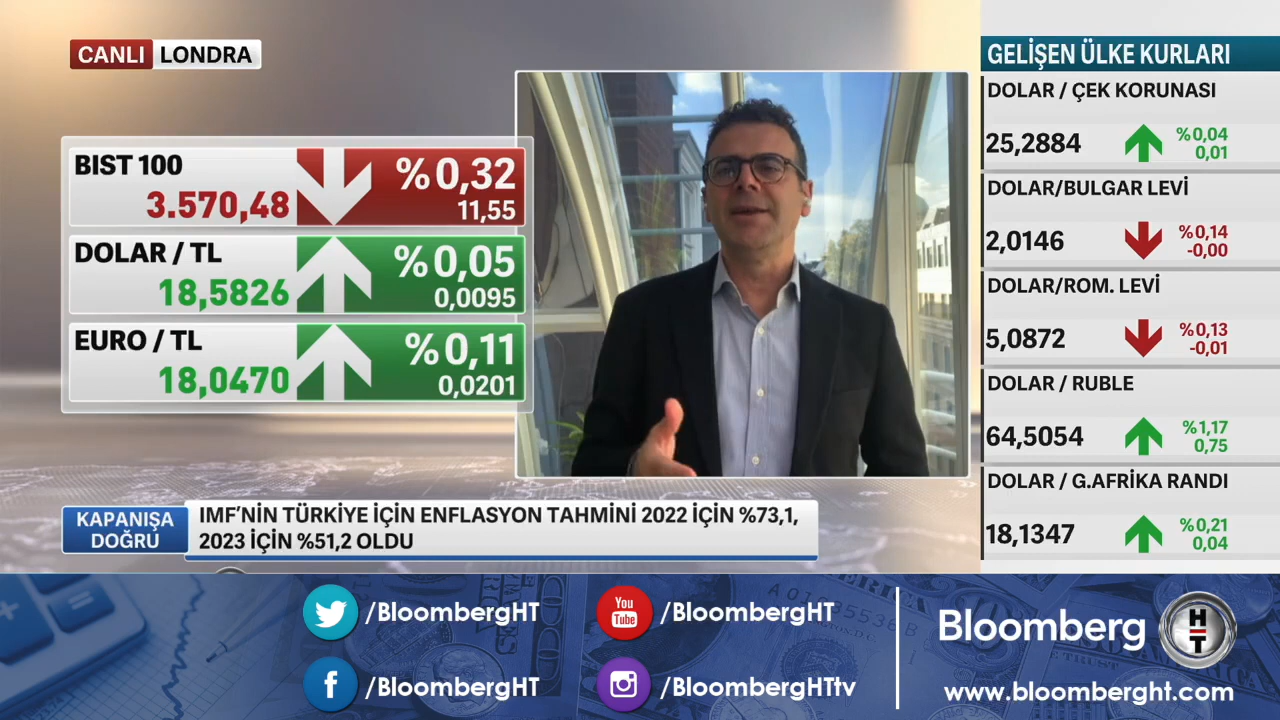 CANLI LONDRA
BIST 100
3.570,48
%0,32
11,55
DOLAR / TL
18,5826
%0,05
0,0095
EURO / TL
18,0470
%0,11
0,0201
KAPANIŞA
DOĞRU
IMF'NİN TÜRKİYE İÇİN ENFLASYON TAHMİNİ 2022 İÇİN %73,1,
2023 İÇİN %51,2 OLDU
GELİŞEN ÜLKE KURLARI
DOLAR / ÇEK KORUNASI
25,2884
%0,04
0,01
DOLAR/BULGAR LEVİ
2,0146
%0,14
-0,00
DOLAR/ROM. LEVİ
5,0872
%0,13
-0,01
DOLAR / RUBLE
64,5054
%1,17
0,75
DOLAR / G.AFRİKA RANDI
18,1347
%0,21
0,04
/BloombergHT
You
Tube
/BloombergHT
f
/BloombergHT
/BloombergHTtv
Bloomberg
H
T
www.bloomberght.com